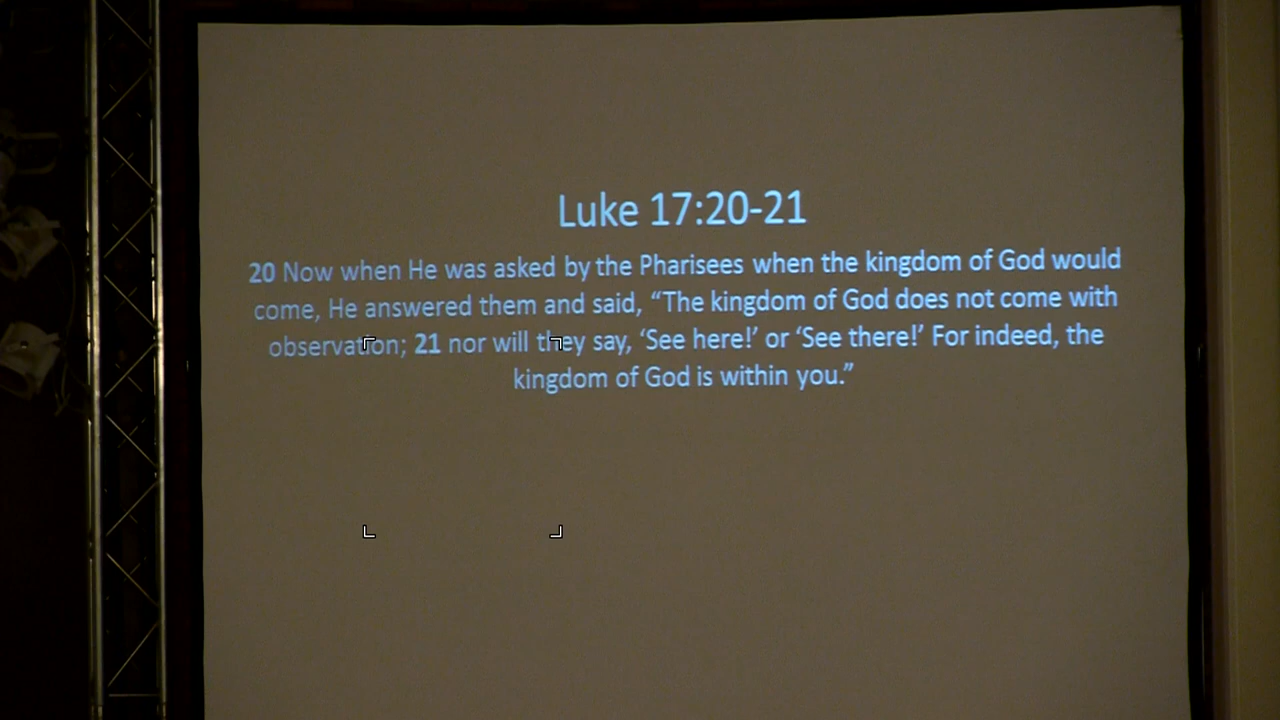 Luke 17:20-21
20 Now when He was asked by the Pharisees when the kingdom of God would
come, He answered them and said, “The kingdom of God does not come with
observation; 21 nor will they say, ‘See here!’ or ‘See there!’ For indeed, the
kingdom of God is within you.”